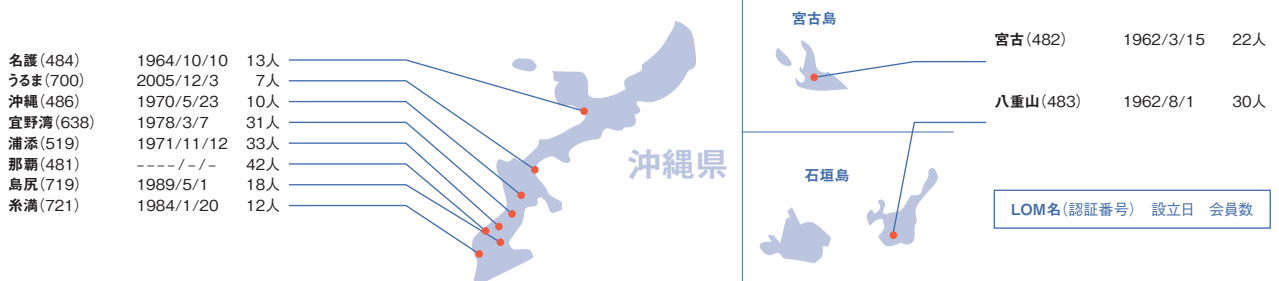 名護(484) 1964/10/10 13人
うるま(700) 2005/12/3 7人
沖縄(486) 1970/5/23 10人
宜野湾(638) 1978/3/7 31人
浦添(519) 1971/11/12 33人
那覇(481) ----/-/- 42人
島尻(719) 1989/5/1 18人
糸満(721) 1984/1/20 12人
沖縄県
宮古島
宮古(482) 1962/3/15 22人
八重山(483) 1962/8/1 30人
石垣島
LOM名(認証番号) 設立日 会員数